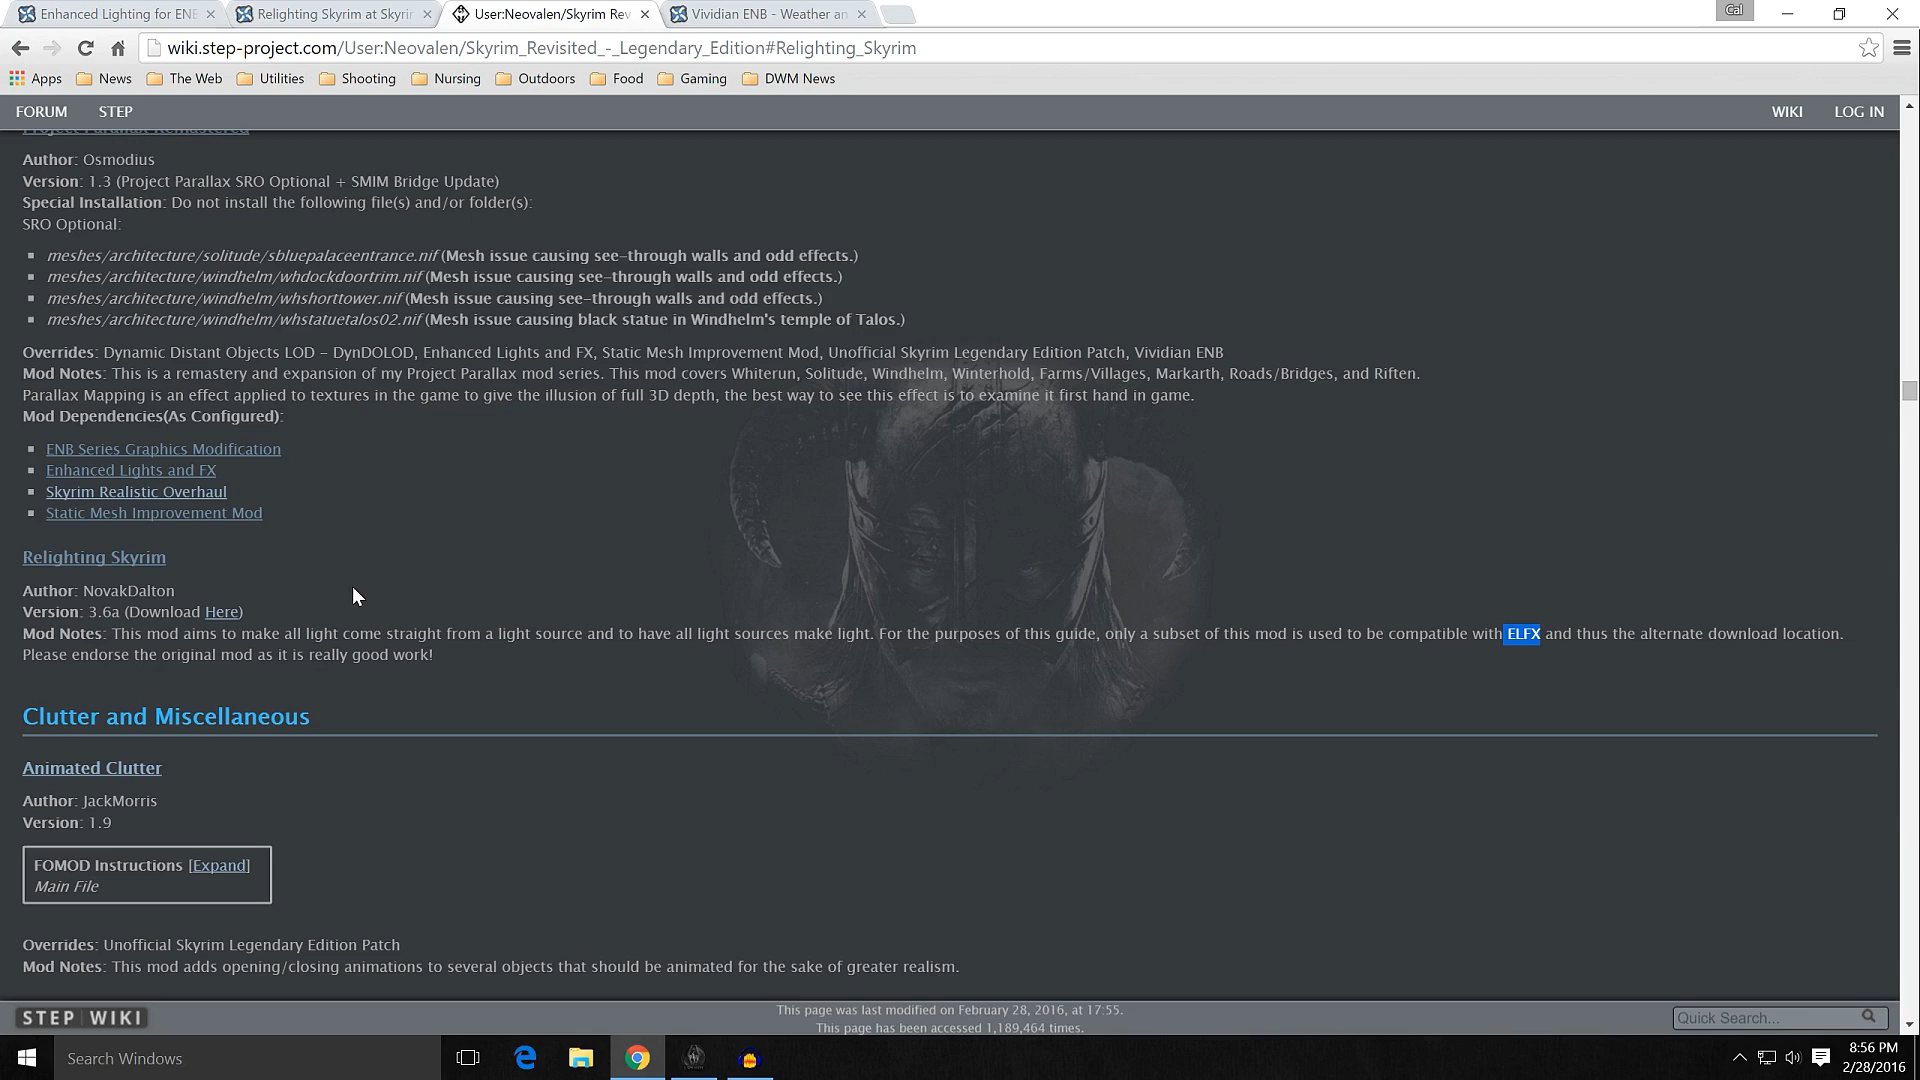 Enhanced Lighting for ENB
Relighting Skyrim at Skyrim
User:Neovalen/Skyrim Rev
Vividian ENB - Weather an
Cal
wiki.step-project.com/User:Neovalen/Skyrim_Revisited_-_Legendary_Edition#Relighting_Skyrim
Apps News The Web Utilities Shooting Nursing Outdoors Food Gaming DWM News
FORUM STEP WIKI LOG IN
Project Parallax Remastered
Author: Osmodius
Version: 1.3 (Project Parallax SRO Optional + SMIM Bridge Update)
Special Installation: Do not install the following file(s) and/or folder(s):
SRO Optional:
meshes/architecture/solitude/sbluepalaceentrance.nif (Mesh issue causing see-through walls and odd effects.)
meshes/architecture/windhelm/whdockdoortrim.nif (Mesh issue causing see-through walls and odd effects.)
meshes/architecture/windhelm/whshorttower.nif (Mesh issue causing see-through walls and odd effects.)
meshes/architecture/windhelm/whstatuetalos02.nif (Mesh issue causing black statue in Windhelm's temple of Talos.)
Overrides: Dynamic Distant Objects LOD - DynDOLOD, Enhanced Lights and FX, Static Mesh Improvement Mod, Unofficial Skyrim Legendary Edition Patch, Vividian ENB
Mod Notes: This is a remastery and expansion of my Project Parallax mod series. This mod covers Whiterun, Solitude, Windhelm, Winterhold, Farms/Villages, Markarth, Roads/Bridges, and Riften.
Parallax Mapping is an effect applied to textures in the game to give the illusion of full 3D depth, the best way to see this effect is to examine it first hand in game.
Mod Dependencies(As Configured):
ENB Series Graphics Modification
Enhanced Lights and FX
Skyrim Realistic Overhaul
Static Mesh Improvement Mod
Relighting Skyrim
Author: NovakDalton
Version: 3.6a (Download Here)
Mod Notes: This mod aims to make all light come straight from a light source and to have all light sources make light. For the purposes of this guide, only a subset of this mod is used to be compatible with ELFX and thus the alternate download location.
Please endorse the original mod as it is really good work!
Clutter and Miscellaneous
Animated Clutter
Author: JackMorris
Version: 1.9
FOMOD Instructions [Expand]
Main File
Overrides: Unofficial Skyrim Legendary Edition Patch
Mod Notes: This mod adds opening/closing animations to several objects that should be animated for the sake of greater realism.
STEP WIKI
This page was last modified on February 28, 2016, at 17:55.
This page has been accessed 1,189,464 times.
Quick Search...
Search Windows
8:56 PM
2/28/2016